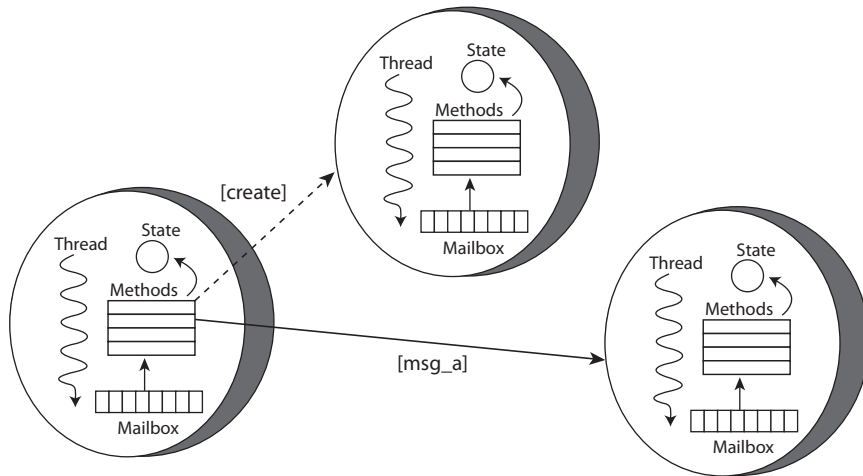 State
Thread
Methods
Mailbox
[create]
State
Thread
Methods
Mailbox
[msg_a]
State
Thread
Methods
Mailbox